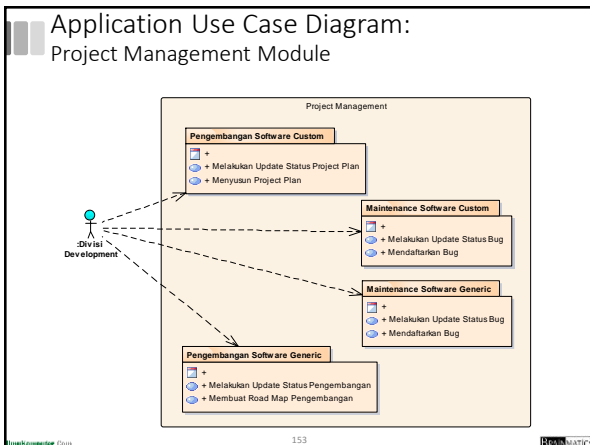 Application Use Case Diagram:
Project Management Module
Project Management
Pengembangan Software Custom
+
+ Melakukan Update Status Project Plan
+ Menyusun Project Plan
:Divisi
Development
Maintenance Software Custom
+
+ Melakukan Update Status Bug
+ Mendaftarkan Bug
Maintenance Software Generic
+
+ Melakukan Update Status Bug
+ Mendaftarkan Bug
Pengembangan Software Generic
+
+ Melakukan Update Status Pengembangan
+ Membuat Road Map Pengembangan
153
BRAINMATICS